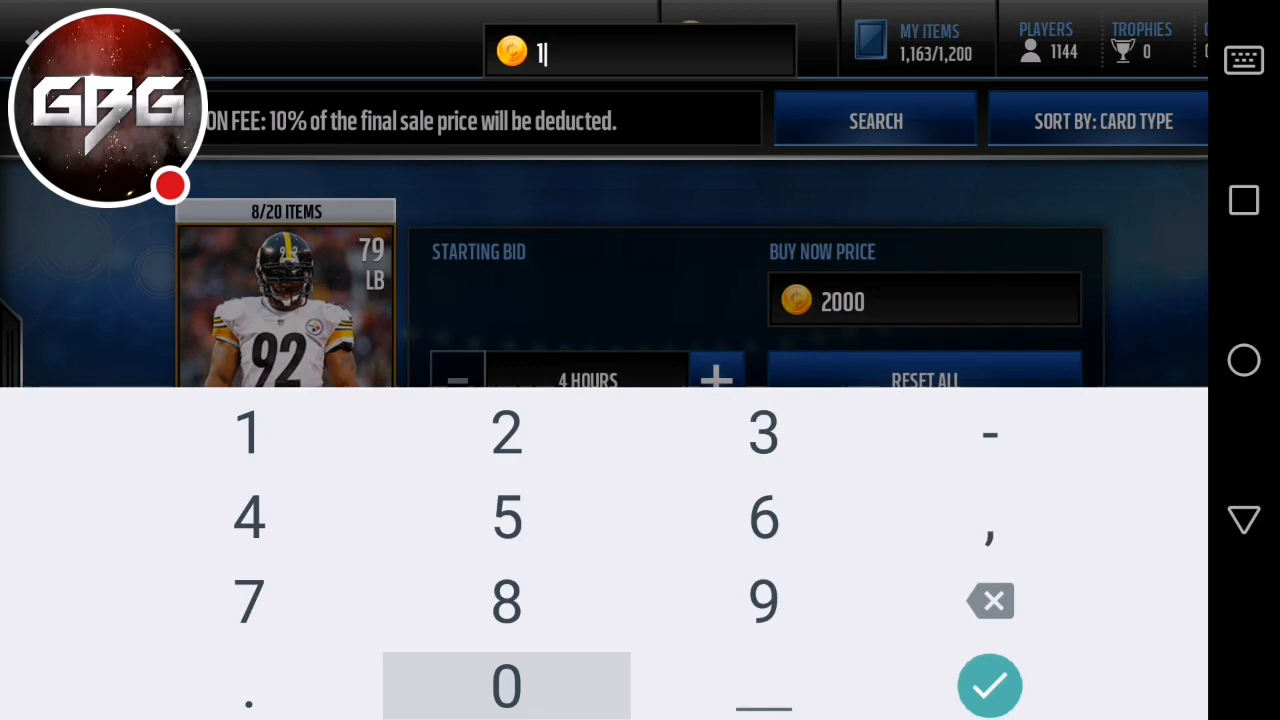 GBG
1
MY ITEMS
1,163/1,200
PLAYERS
1144
TROPHIES
0
ON FEE: 10% of the final sale price will be deducted.
SEARCH
SORT BY: CARD TYPE
8/20 ITEMS
79
LB
92
92
STARTING BID
BUY NOW PRICE
2000
- 4 HOURS +
RESET ALL
1 2 3 -
4 5 6 ,
7 8 9
. 0 _